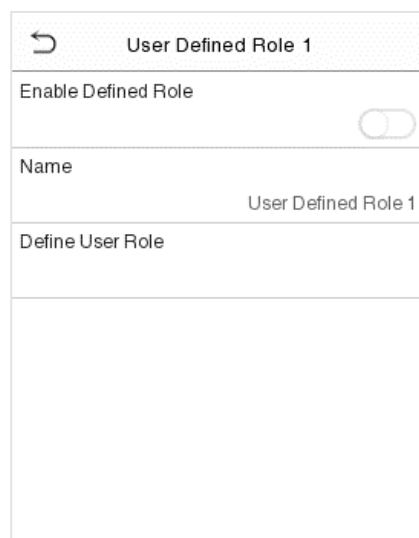 User Defined Role 1
Enable Defined Role
Name
User Defined Role 1
Define User Role